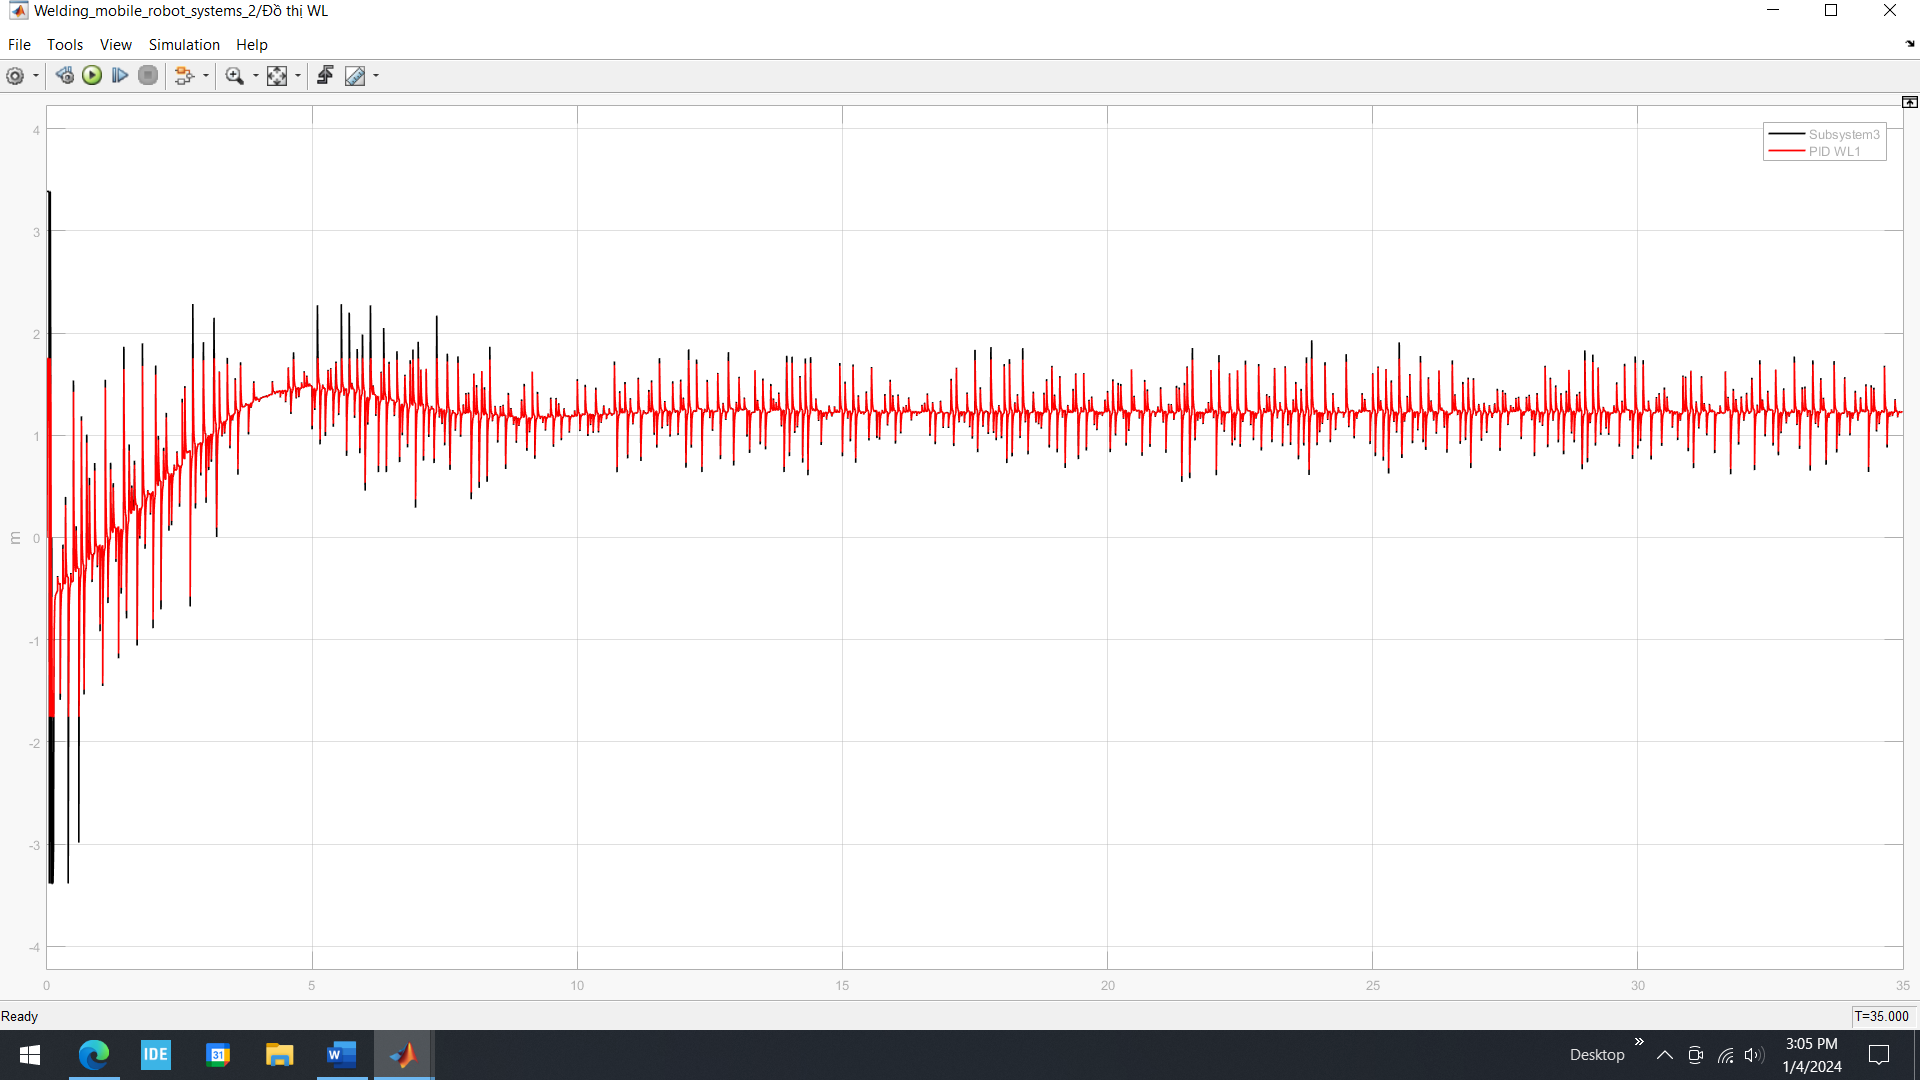 Welding_mobile_robot_systems_2/Đồ thị WL
File Tools View Simulation Help
Subsystem3
PID WL1
4
3
2
1
0
-1
-2
-3
-4
m
0 5 10 15 20 25 30 35
Ready
T=35.000
IDE
31
W
Desktop
3:05 PM
1/4/2024